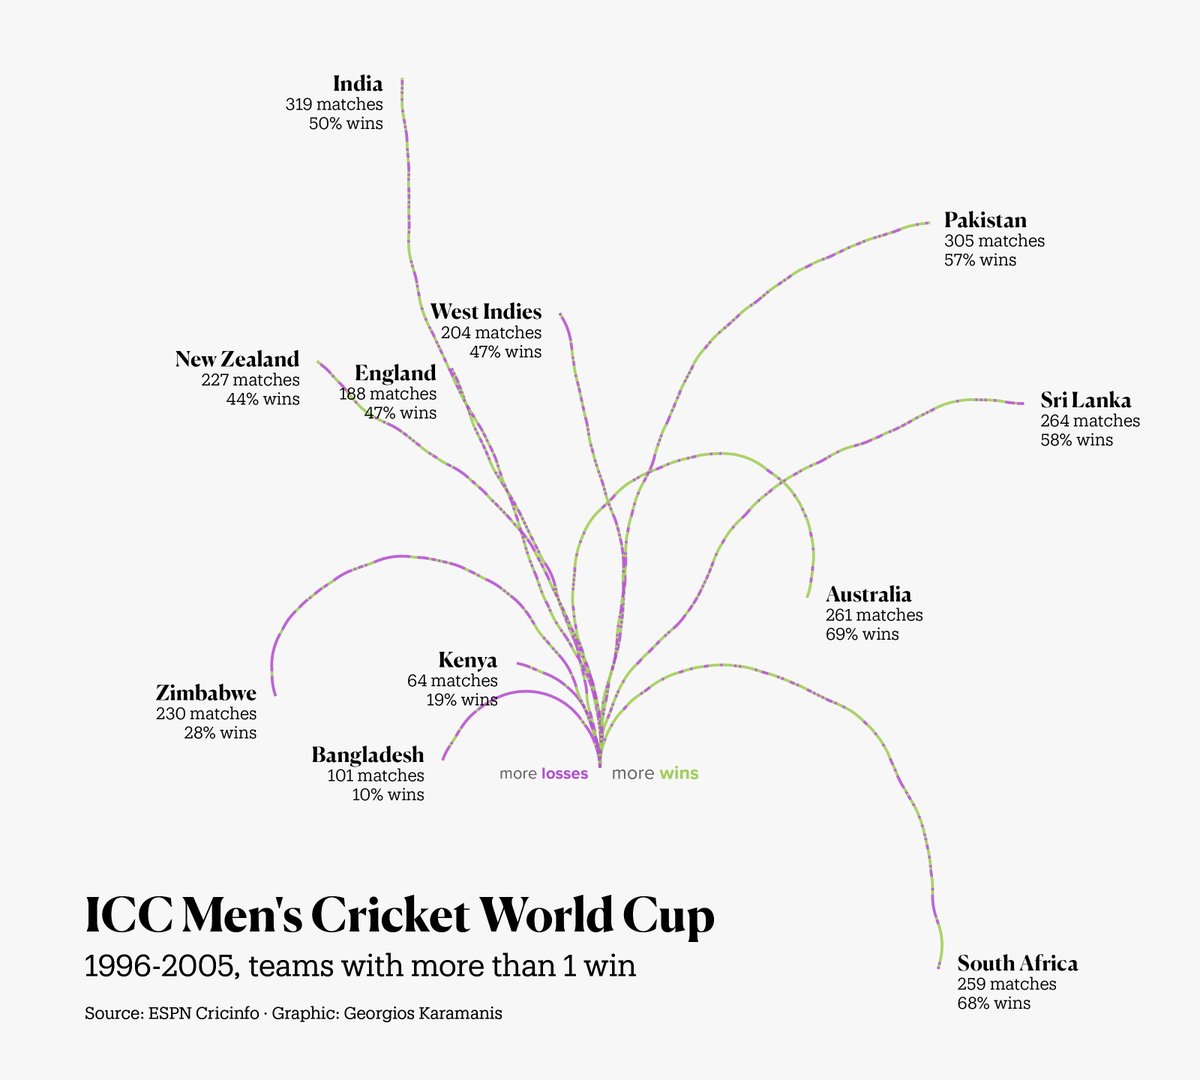 India
319 matches
50% wins
Pakistan
305 matches
57% wins
West Indies
204 matches
47% wins
New Zealand
227 matches
44% wins
England
188 matches
47% wins
Sri Lanka
264 matches
58% wins
Australia
261 matches
69% wins
Kenya
64 matches
19% wins
Zimbabwe
230 matches
28% wins
Bangladesh
101 matches
10% wins
more losses
more wins
ICC Men's Cricket World Cup
1996-2005, teams with more than 1 win
Source: ESPN Cricinfo · Graphic: Georgios Karamanis
South Africa
259 matches
68% wins